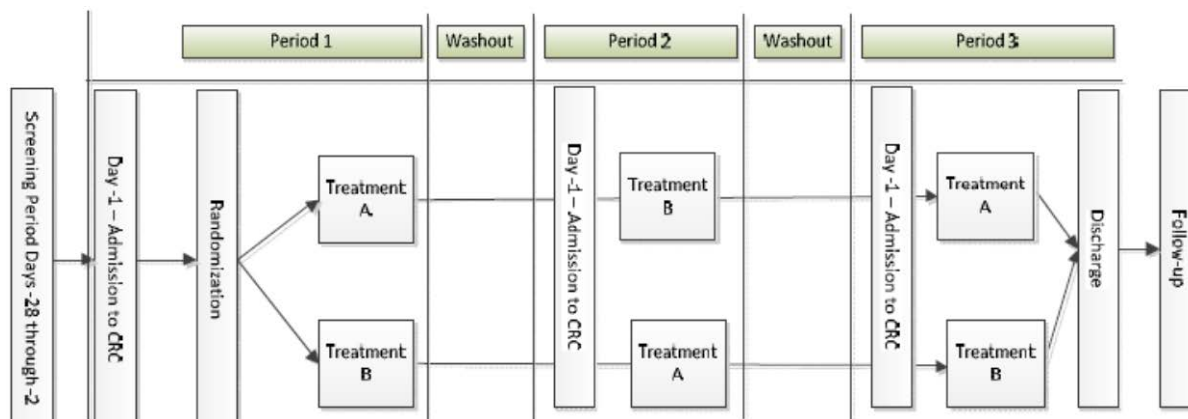 Period 1
Washout
Period 2
Washout
Period 3
Screening Period Days -28 through -2
Day -1 – Admission to CRC
Randomization
Treatment
A
Treatment
B
Day -1 – Admission to CRC
Treatment
B
Treatment
A
Day -1 – Admission to CRC
Treatment
A
Treatment
B
Discharge
Follow-up